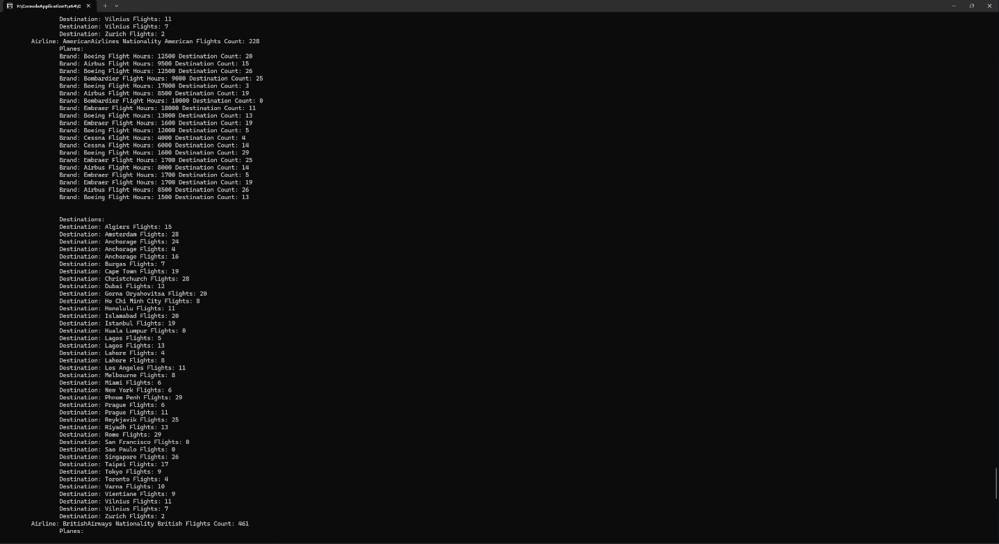 F:\ConsoleApplication1\x64\D
Destination: Vilnius Flights: 11
Destination: Vilnius Flights: 7
Destination: Zurich Flights: 2
Airline: AmericanAirlines Nationality American Flights Count: 228
Planes:
Brand: Boeing Flight Hours: 12500 Destination Count: 20
Brand: Airbus Flight Hours: 9500 Destination Count: 15
Brand: Boeing Flight Hours: 12500 Destination Count: 26
Brand: Bombardier Flight Hours: 9000 Destination Count: 25
Brand: Boeing Flight Hours: 17000 Destination Count: 3
Brand: Airbus Flight Hours: 8500 Destination Count: 19
Brand: Bombardier Flight Hours: 10000 Destination Count: 0
Brand: Embraer Flight Hours: 18000 Destination Count: 11
Brand: Boeing Flight Hours: 13000 Destination Count: 13
Brand: Embraer Flight Hours: 1600 Destination Count: 19
Brand: Boeing Flight Hours: 12000 Destination Count: 5
Brand: Cessna Flight Hours: 4000 Destination Count: 4
Brand: Cessna Flight Hours: 6000 Destination Count: 14
Brand: Boeing Flight Hours: 1600 Destination Count: 29
Brand: Embraer Flight Hours: 1700 Destination Count: 25
Brand: Airbus Flight Hours: 8000 Destination Count: 14
Brand: Embraer Flight Hours: 1700 Destination Count: 5
Brand: Embraer Flight Hours: 1700 Destination Count: 19
Brand: Airbus Flight Hours: 8500 Destination Count: 26
Brand: Boeing Flight Hours: 1500 Destination Count: 13
Destinations:
Destination: Algiers Flights: 15
Destination: Amsterdam Flights: 28
Destination: Anchorage Flights: 24
Destination: Anchorage Flights: 4
Destination: Anchorage Flights: 16
Destination: Burgas Flights: 7
Destination: Cape Town Flights: 19
Destination: Christchurch Flights: 28
Destination: Dubai Flights: 12
Destination: Gorna Oryahovitsa Flights: 20
Destination: Ho Chi Minh City Flights: 8
Destination: Honolulu Flights: 11
Destination: Islamabad Flights: 20
Destination: Istanbul Flights: 19
Destination: Kuala Lumpur Flights: 0
Destination: Lagos Flights: 5
Destination: Lagos Flights: 13
Destination: Lahore Flights: 4
Destination: Lahore Flights: 8
Destination: Los Angeles Flights: 11
Destination: Melbourne Flights: 8
Destination: Miami Flights: 6
Destination: New York Flights: 6
Destination: Phnom Penh Flights: 29
Destination: Prague Flights: 6
Destination: Prague Flights: 11
Destination: Reykjavik Flights: 25
Destination: Riyadh Flights: 13
Destination: Rome Flights: 29
Destination: San Francisco Flights: 0
Destination: Sao Paulo Flights: 0
Destination: Singapore Flights: 26
Destination: Taipei Flights: 17
Destination: Tokyo Flights: 9
Destination: Toronto Flights: 4
Destination: Varna Flights: 10
Destination: Vientiane Flights: 9
Destination: Vilnius Flights: 11
Destination: Vilnius Flights: 7
Destination: Zurich Flights: 2
Airline: BritishAirways Nationality British Flights Count: 461
Planes: